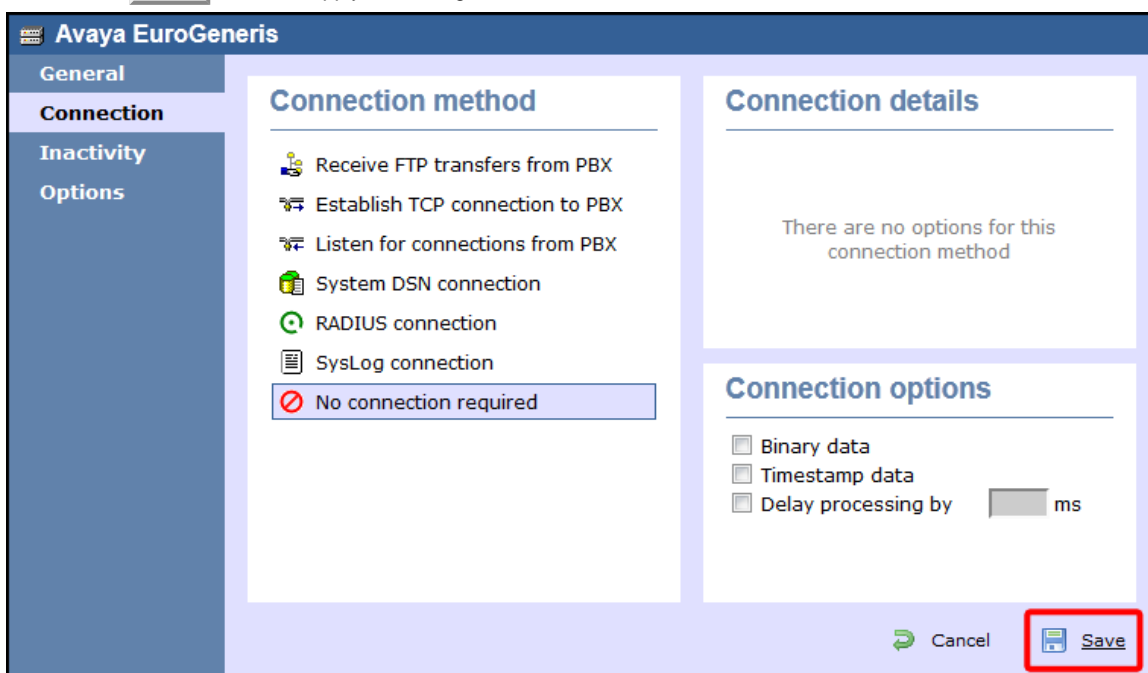 Avaya EuroGeneris
General
Connection
Inactivity
Options
Connection method
Receive FTP transfers from PBX
Establish TCP connection to PBX
Listen for connections from PBX
System DSN connection
RADIUS connection
SysLog connection
No connection required
Connection details
There are no options for this
connection method
Connection options
Binary data
Timestamp data
Delay processing by ms
Cancel
Save